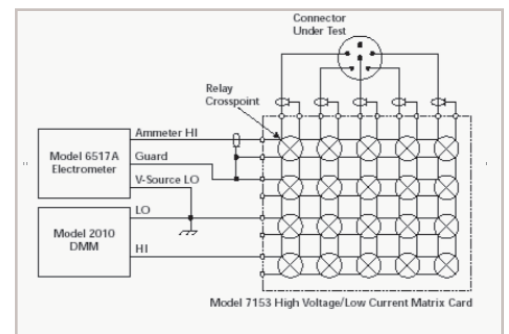 Connector
Under Test
Relay
Crosspoint
Ammeter HI
Model 6517A
Electrometer
Guard
V-Source LO
Model 2010
DMM
LO
HI
Model 7153 High Voltage/Low Current Matrix Card